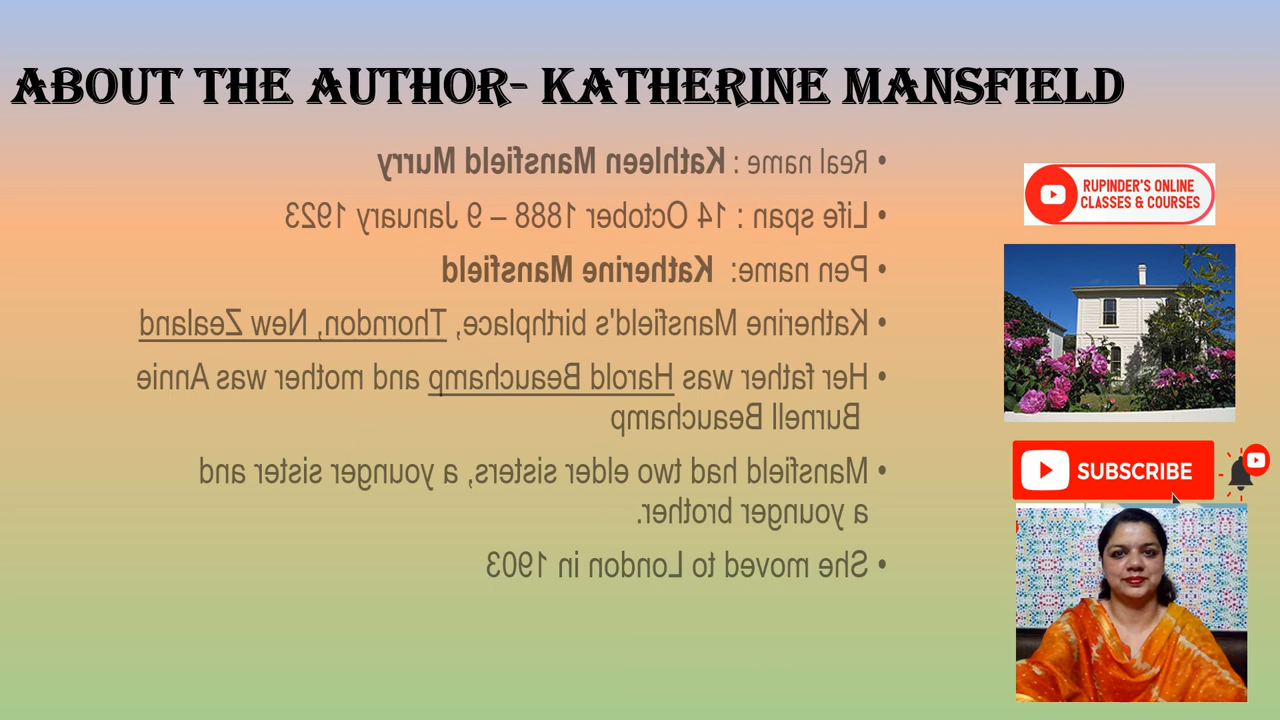 ABOUT THE AUTHOR- KATHERINE MANSFIELD
• Real name : Kathleen Mansfield Murry
• Life span : 14 October 1888 – 9 January 1923
• Pen name: Katherine Mansfield
• Katherine Mansfield's birthplace, Thorndon, New Zealand
• Her father was Harold Beauchamp and mother was Annie
Burnell Beauchamp
• Mansfield had two elder sisters, a younger sister and
a younger brother.
• She moved to London in 1903
RUPINDER'S ONLINE
CLASSES & COURSES
SUBSCRIBE